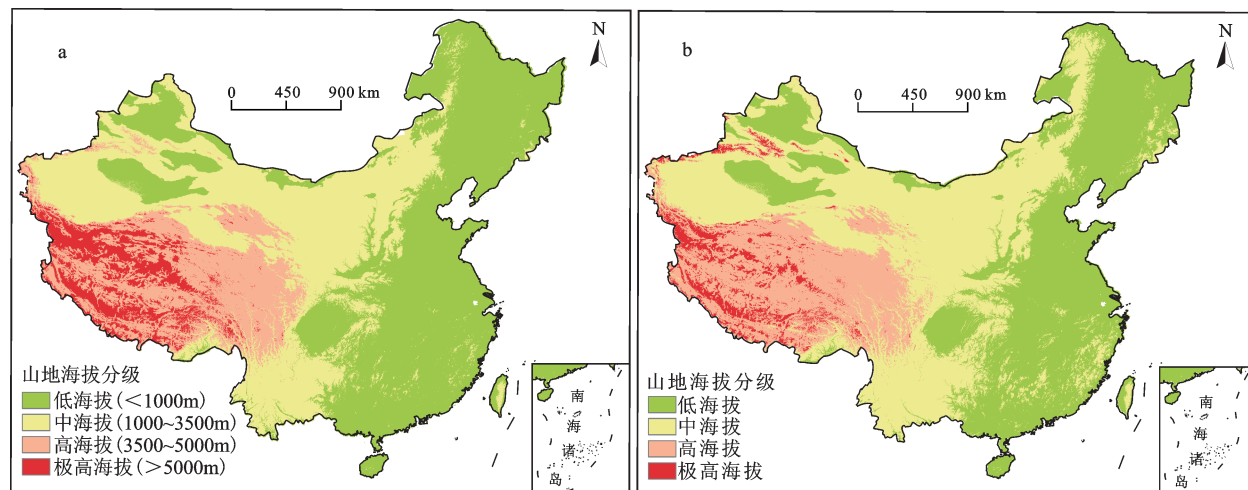 a
N
0 450 900 km
山地海拔分级
低海拔(<1000m)
中海拔(1000~3500m)
高海拔(3500~5000m)
极高海拔(>5000m)
南
海
诸
岛
b
N
0 450 900 km
山地海拔分级
低海拔
中海拔
高海拔
极高海拔
南
海
诸
岛